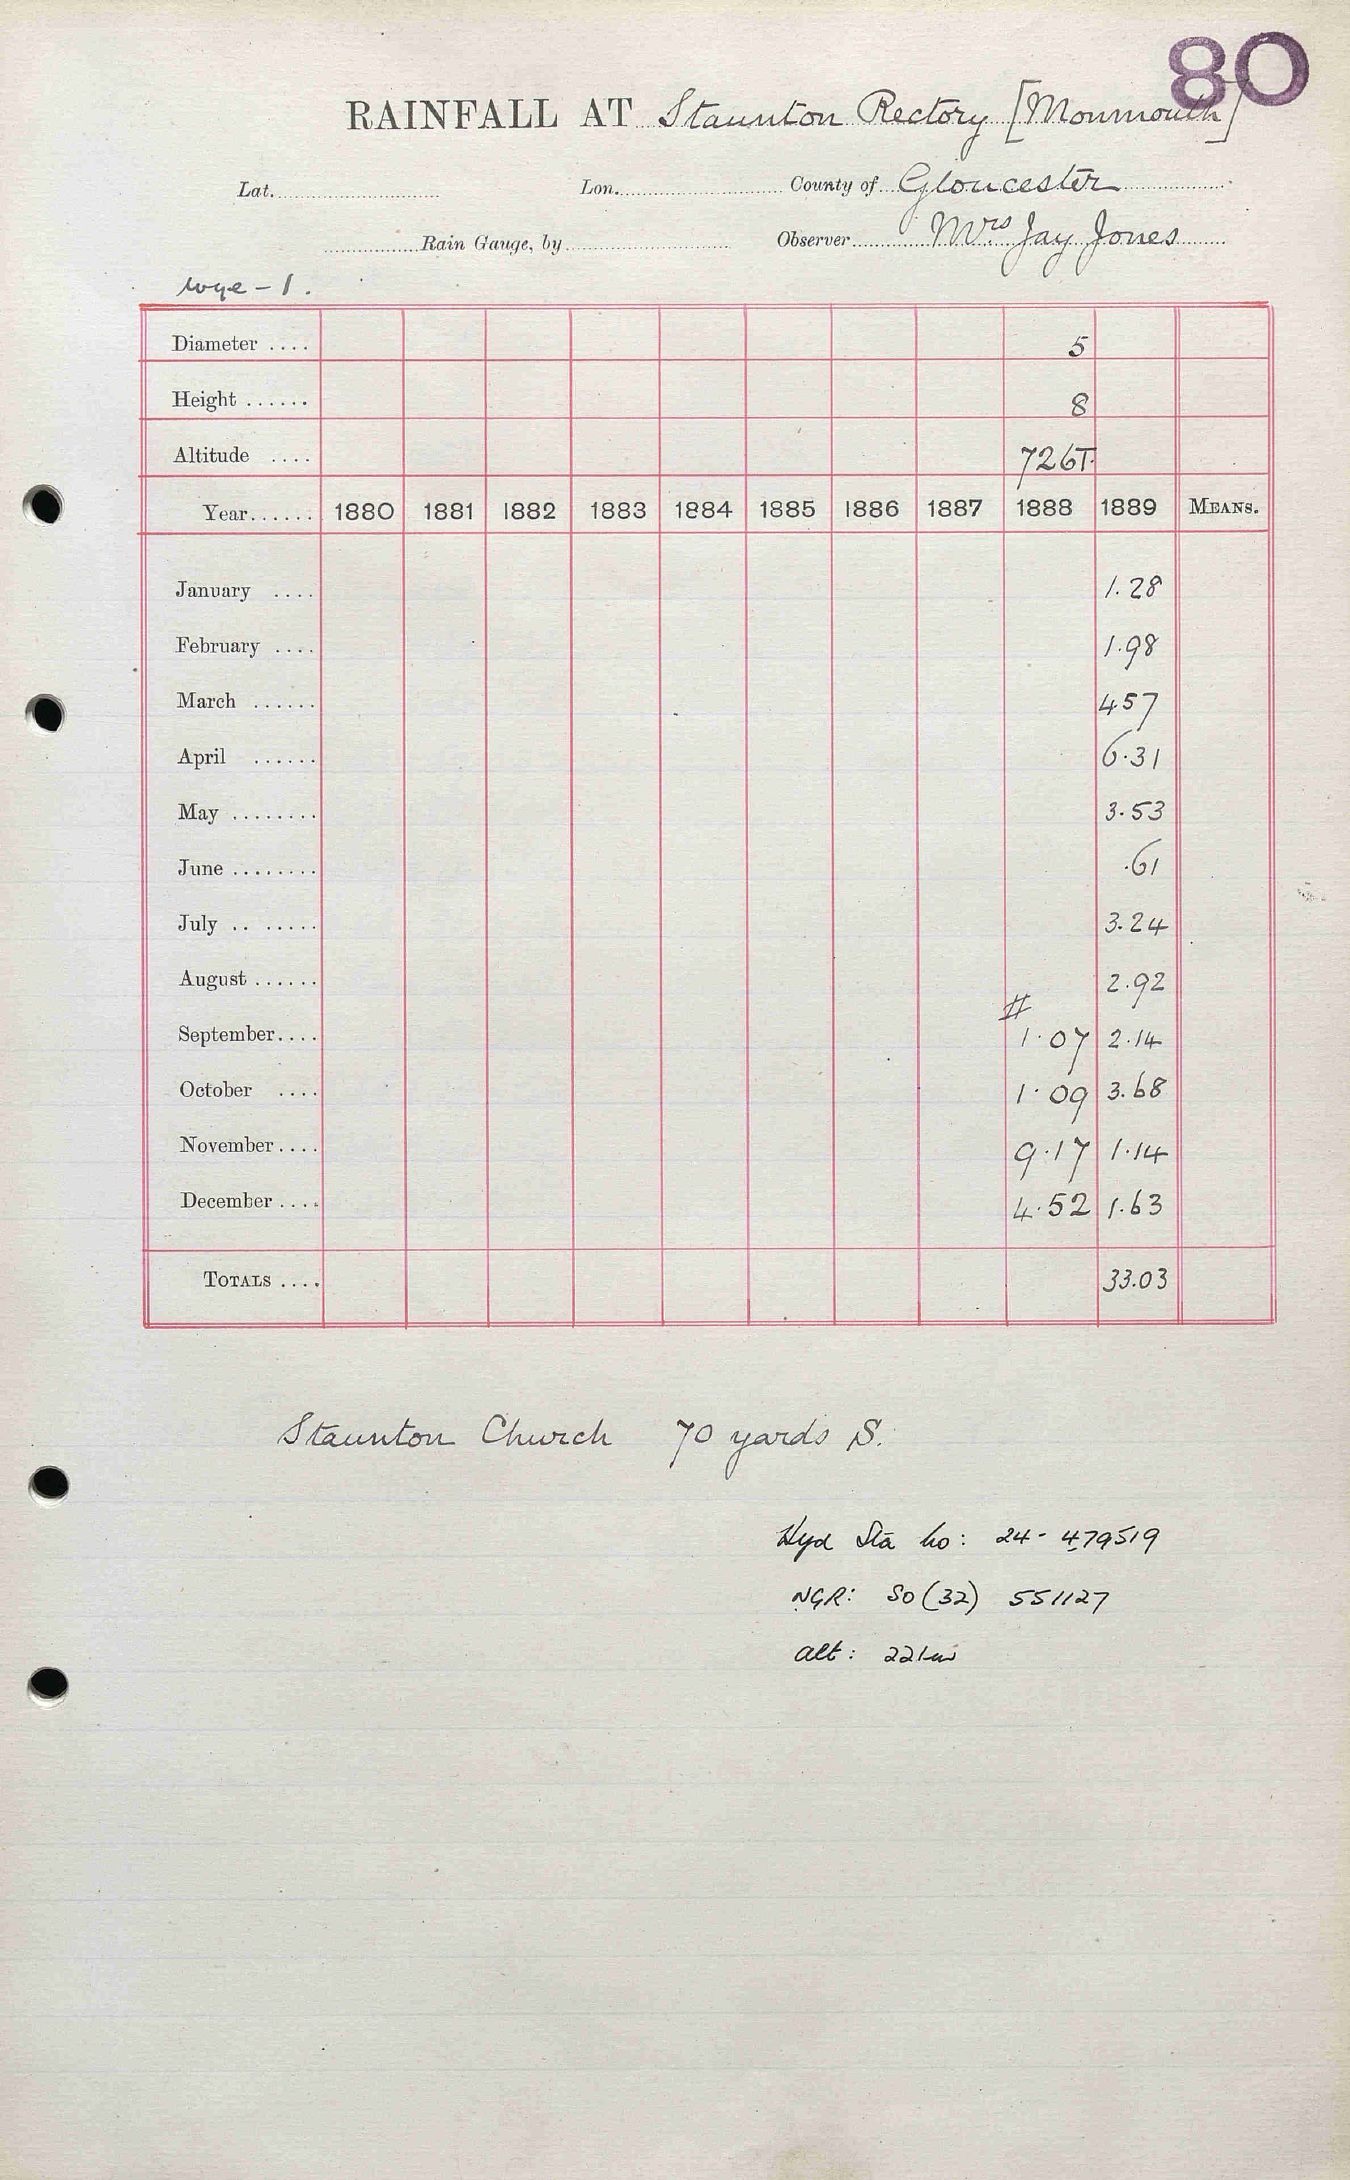 80
RAINFALL AT Staunton Rectory [Monmouth]
Lat. Lon. County of Gloucester
Rain Gauge, by Observer Mrs Jay Jones
Wye - 1.
Diameter .... 5
Height ...... 8
Altitude .... 726T.
Year...... 1880 1881 1882 1883 1884 1885 1886 1887 1888 1889 MEANS.
January .... 1.28
February .... 1.98
March ...... 4.57
April ...... 6.31
May ........ 3.53
June ........ .61
July .. ..... 3.24
August ...... 2.92
#
September.... 1.07 2.14
October .... 1.09 3.68
November.... 9.17 1.14
December .... 4.52 1.63
TOTALS .... 33.03
Staunton Church 70 yards S.
Hyd Sta No: 24- 479519
NGR: SO (32) 551127
Alt: 221m